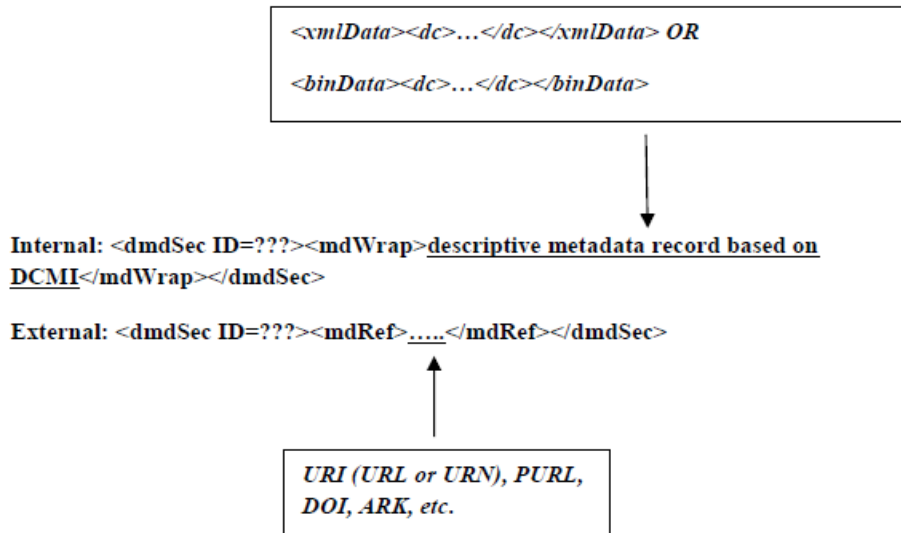 <xmlData><dc>…</dc></xmlData> OR
<binData><dc>…</dc></binData>
Internal: <dmdSec ID=???><mdWrap>descriptive metadata record based on
DCMI</mdWrap></dmdSec>
External: <dmdSec ID=???><mdRef>…..</mdRef></dmdSec>
URI (URL or URN), PURL,
DOI, ARK, etc.